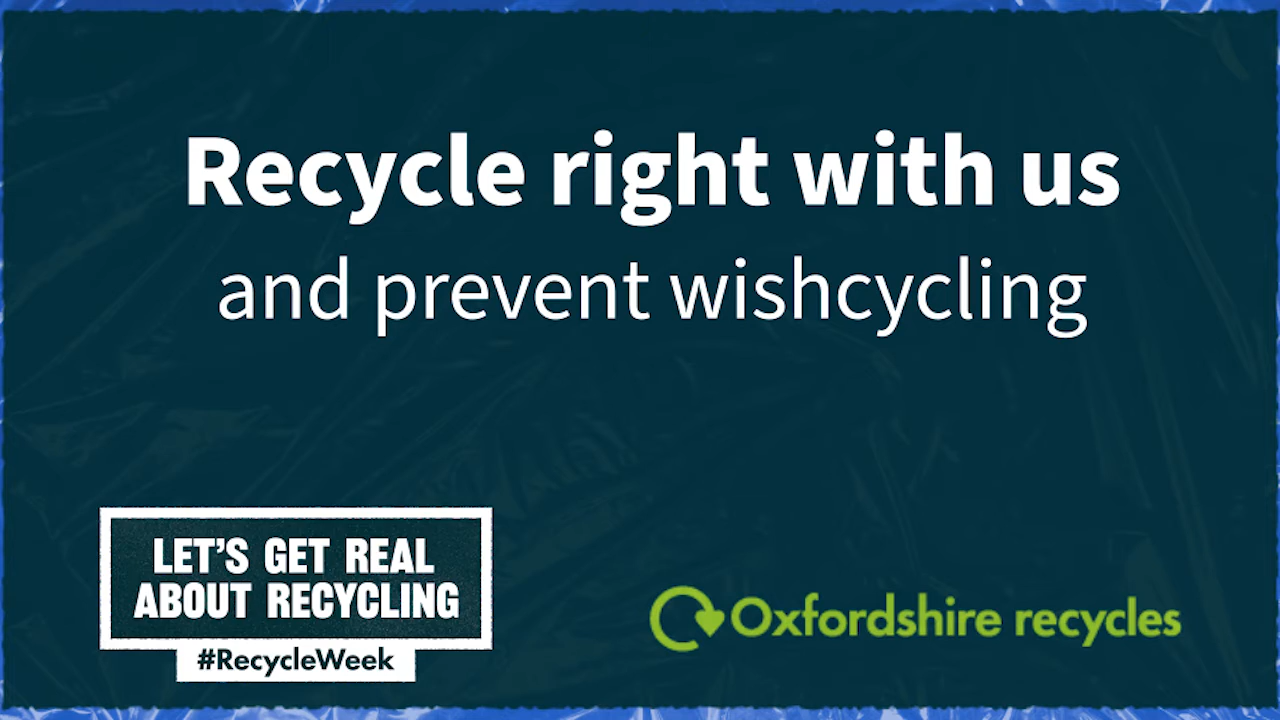 Recycle right with us
and prevent wishcycling
LET'S GET REAL
ABOUT RECYCLING
#RecycleWeek
Oxfordshire recycles